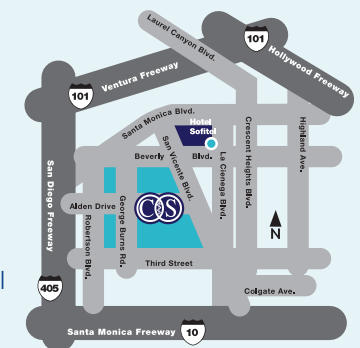 Laurel Canyon Blvd.
101
Hollywood Freeway
Ventura Freeway
101
Santa Monica Blvd.
Hotel
Sofitel
San Vicente Blvd.
Crescent Heights Blvd.
Highland Ave.
Beverly Blvd.
La Cienega Blvd.
San Diego Freeway
Alden Drive
George Burns Rd.
Robertson Blvd.
CS
N
Third Street
405
Colgate Ave.
Santa Monica Freeway 10